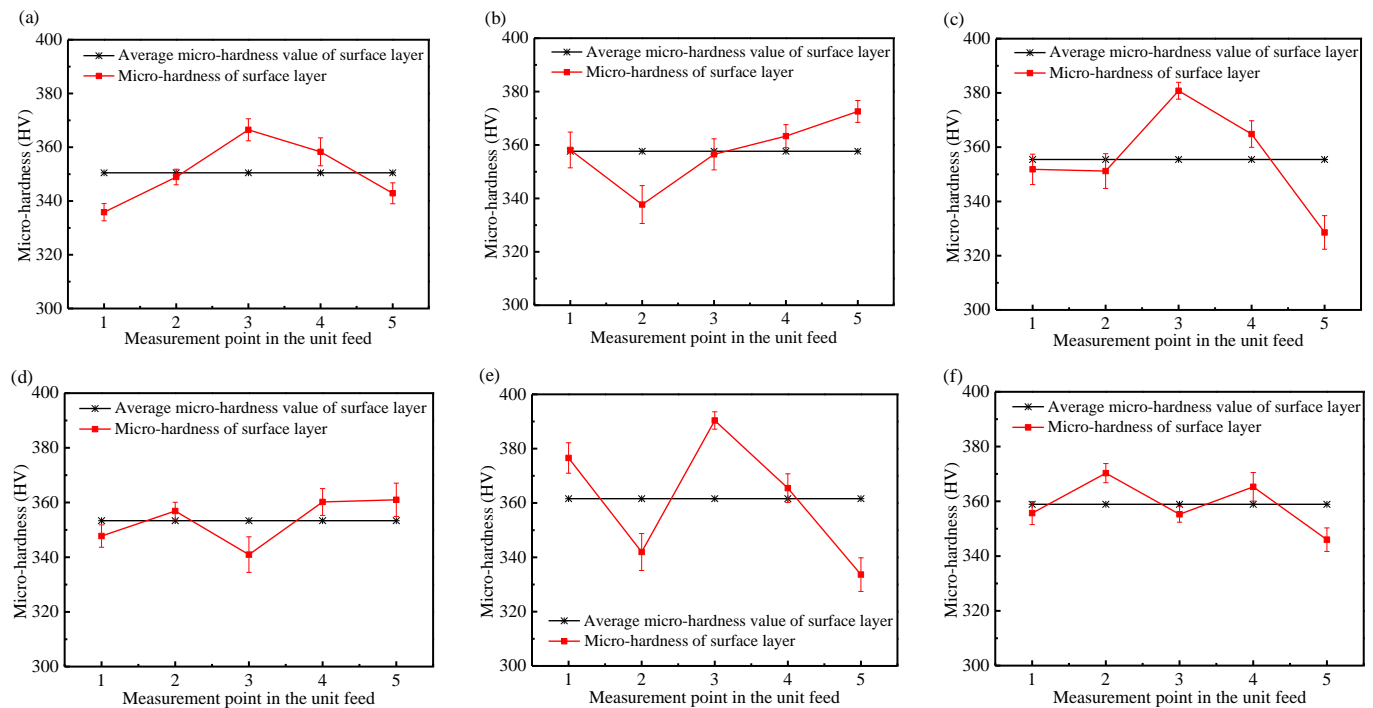 (a)
400
380
360
340
320
300
Micro-hardness (HV)
Average micro-hardness value of surface layer
Micro-hardness of surface layer
1 2 3 4 5
Measurement point in the unit feed
(b)
400
380
360
340
320
300
Micro-hardness (HV)
Average micro-hardness value of surface layer
Micro-hardness of surface layer
1 2 3 4 5
Measurement point in the unit feed
(c)
400
380
360
340
320
300
Micro-hardness (HV)
Average micro-hardness value of surface layer
Micro-hardness of surface layer
1 2 3 4 5
Measurement point in the unit feed
(d)
400
380
360
340
320
300
Micro-hardness (HV)
Average micro-hardness value of surface layer
Micro-hardness of surface layer
1 2 3 4 5
Measurement point in the unit feed
(e)
400
380
360
340
320
300
Micro-hardness (HV)
Average micro-hardness value of surface layer
Micro-hardness of surface layer
1 2 3 4 5
Measurement point in the unit feed
(f)
400
380
360
340
320
300
Micro-hardness (HV)
Average micro-hardness value of surface layer
Micro-hardness of surface layer
1 2 3 4 5
Measurement point in the unit feed